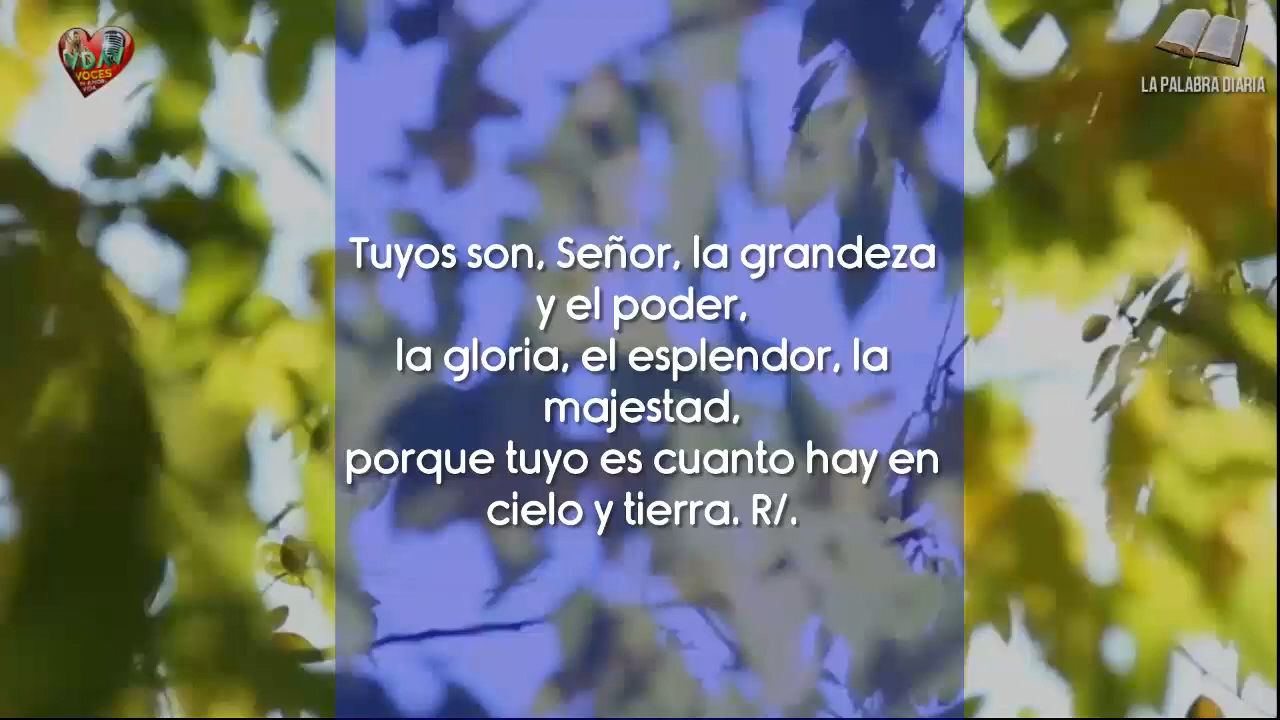 VOCES
VIDA
LA PALABRA DIARIA
Tuyos son, Señor, la grandeza
y el poder,
la gloria, el esplendor, la
majestad,
porque tuyo es cuanto hay en
cielo y tierra. R/.